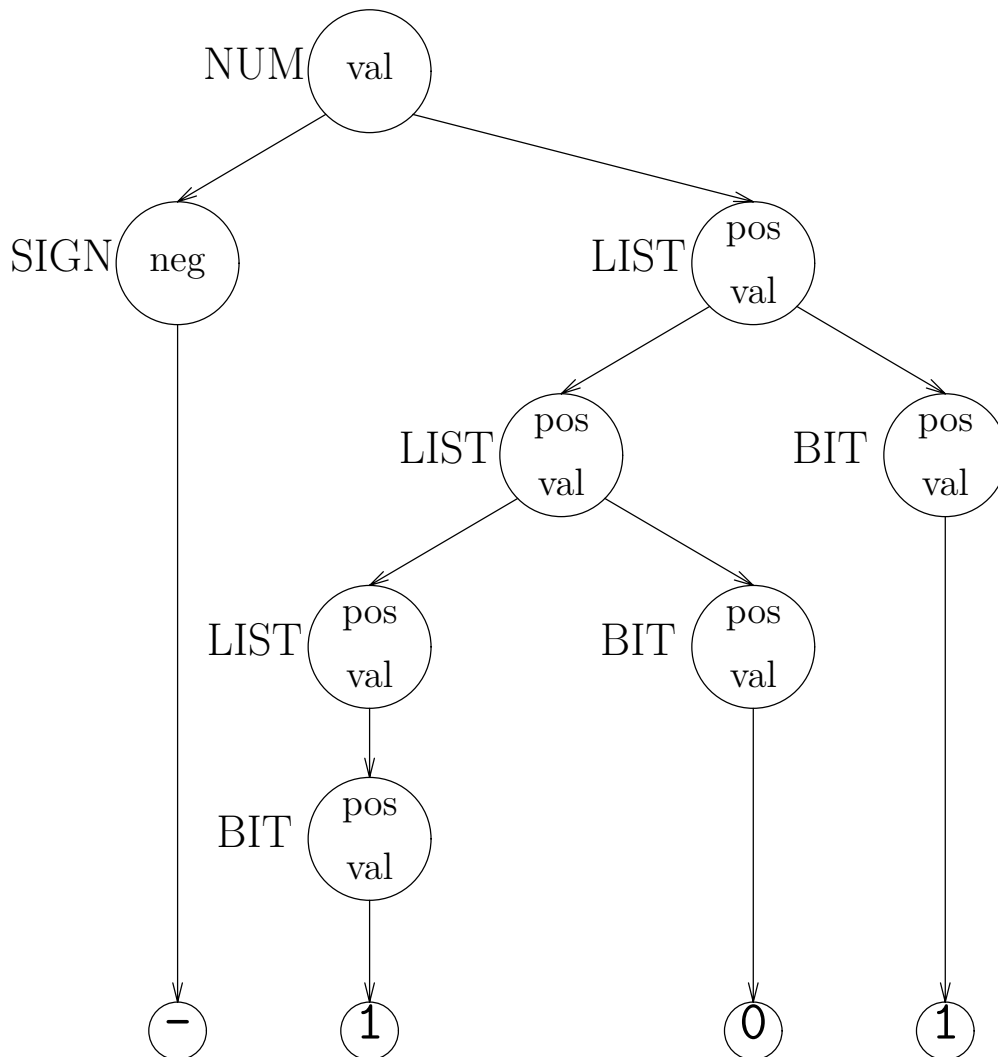 NUM val
SIGN neg
LIST pos
val
LIST pos
val
BIT pos
val
LIST pos
val
BIT pos
val
BIT pos
val
- 1 0 1